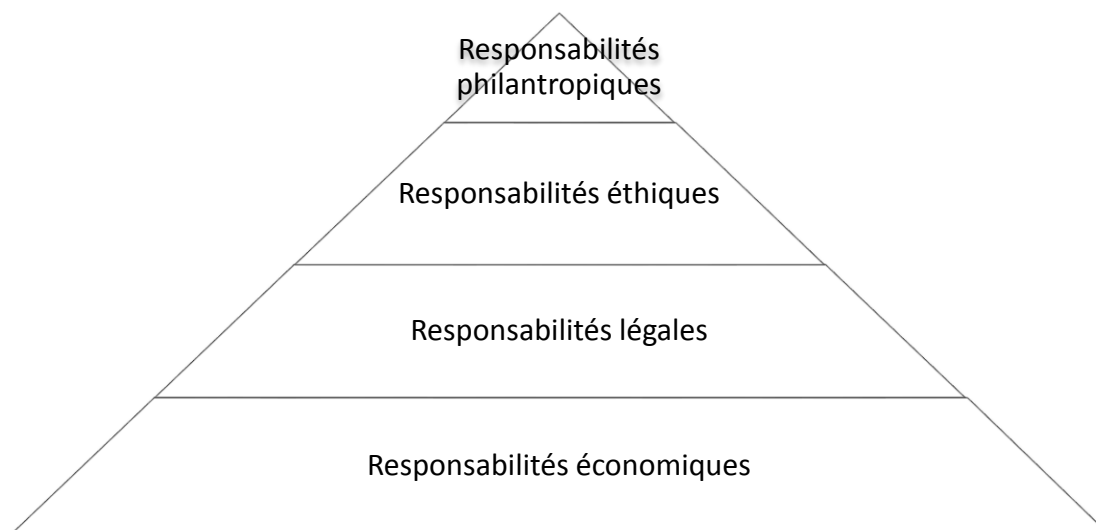 Responsabilités
philantropiques
Responsabilités éthiques
Responsabilités légales
Responsabilités économiques